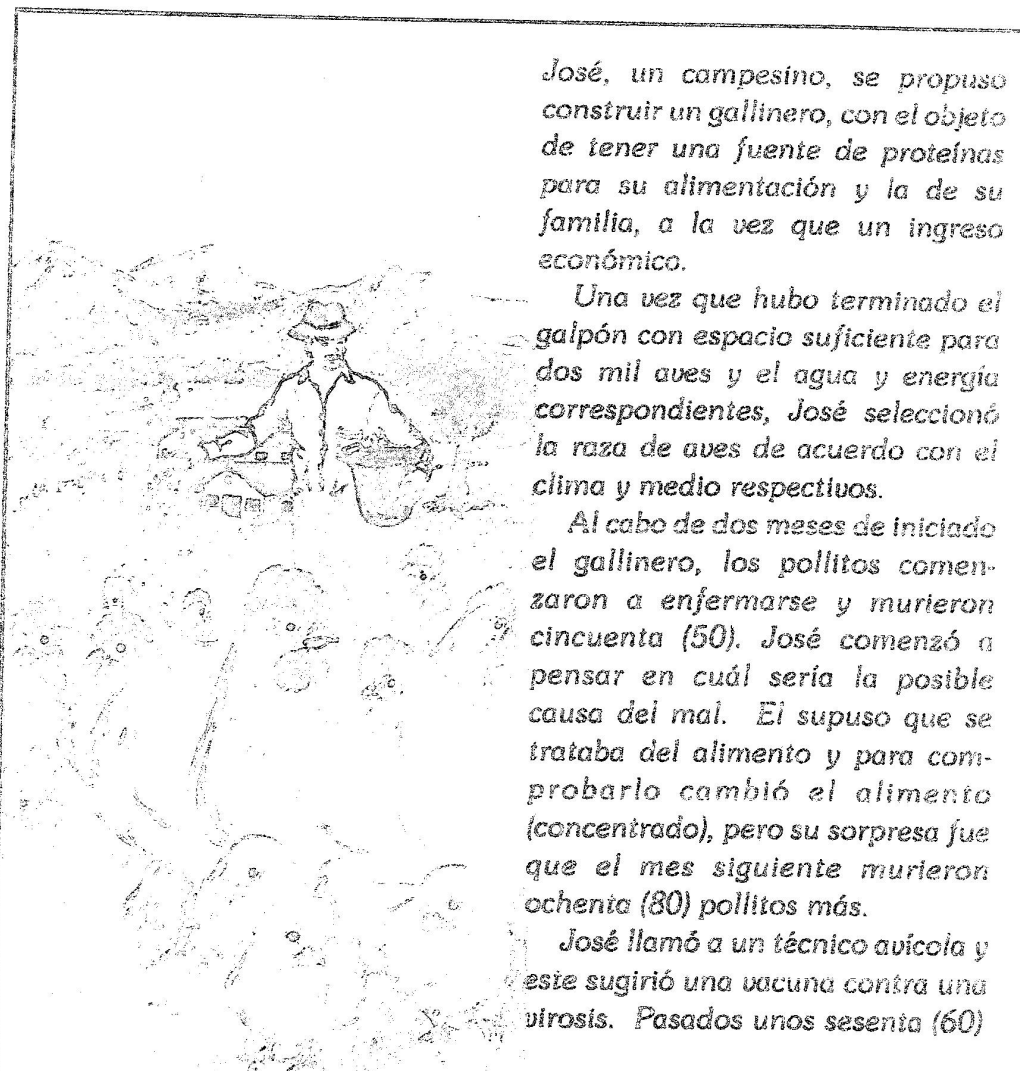 José, un campesino, se propuso
construir un gallinero, con el objeto
de tener una fuente de proteínas
para su alimentación y la de su
familia, a la vez que un ingreso
económico.
Una vez que hubo terminado el
galpón con espacio suficiente para
dos mil aves y el agua y energía
correspondientes, José seleccionó
la raza de aves de acuerdo con el
clima y medio respectivos.
Al cabo de dos meses de iniciado
el gallinero, los pollitos comen-
zaron a enfermarse y murieron
cincuenta (50). José comenzó a
pensar en cuál sería la posible
causa del mal. El supuso que se
trataba del alimento y para com-
probarlo cambió el alimento
(concentrado), pero su sorpresa fue
que el mes siguiente murieron
ochenta (80) pollitos más.
José llamó a un técnico avícola y
este sugirió una vacuna contra una
virosis. Pasados unos sesenta (60)